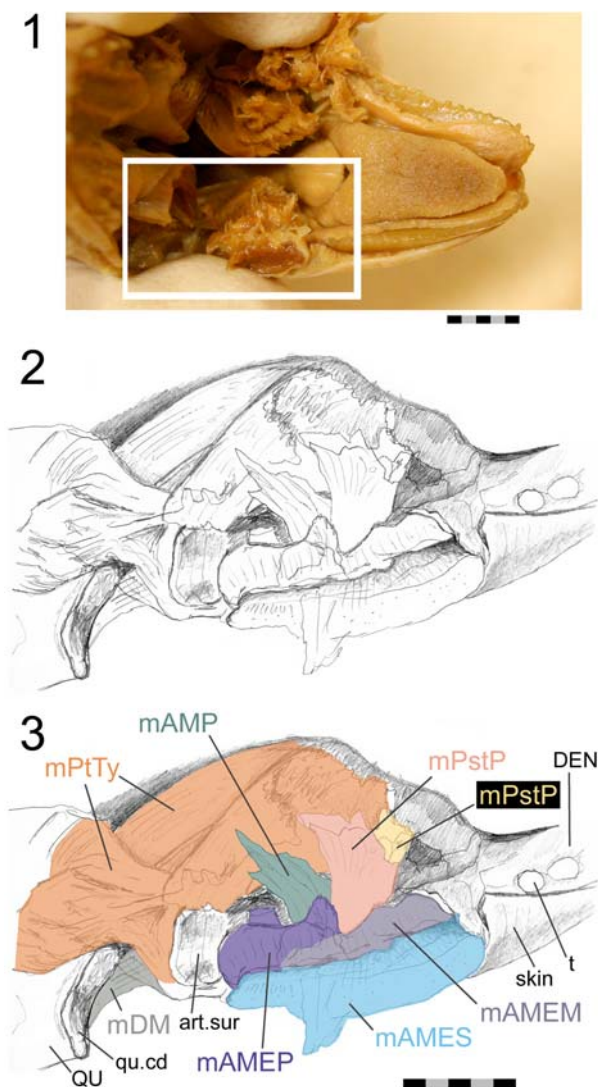 1
2
3
mAMP
mPtTy
mPstP
DEN
mPstP
t
skin
mDM
art.sur
mAMEM
qu.cd
mAMEP
mAMES
QU